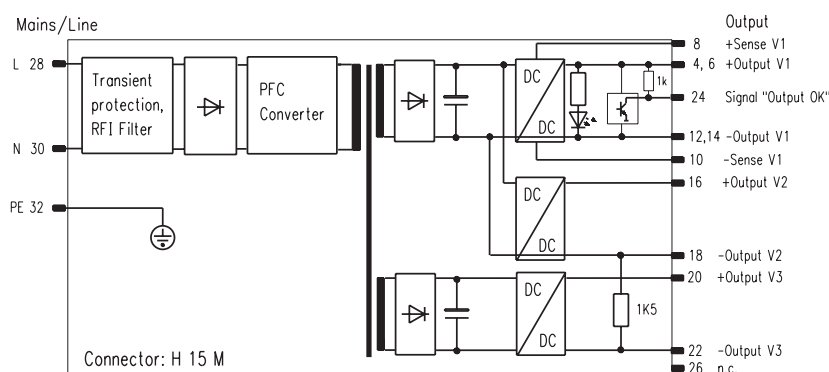 Mains/Line
Output
L 28
Transient
protection,
RFI Filter
PFC
Converter
N 30
PE 32
DC
DC
1k
8 +Sense V1
4, 6 +Output V1
24 Signal "Output OK"
12,14 -Output V1
10 -Sense V1
DC
DC
16 +Output V2
18 -Output V2
DC
DC
1K5
20 +Output V3
22 -Output V3
26 n.c
Connector: H 15 M